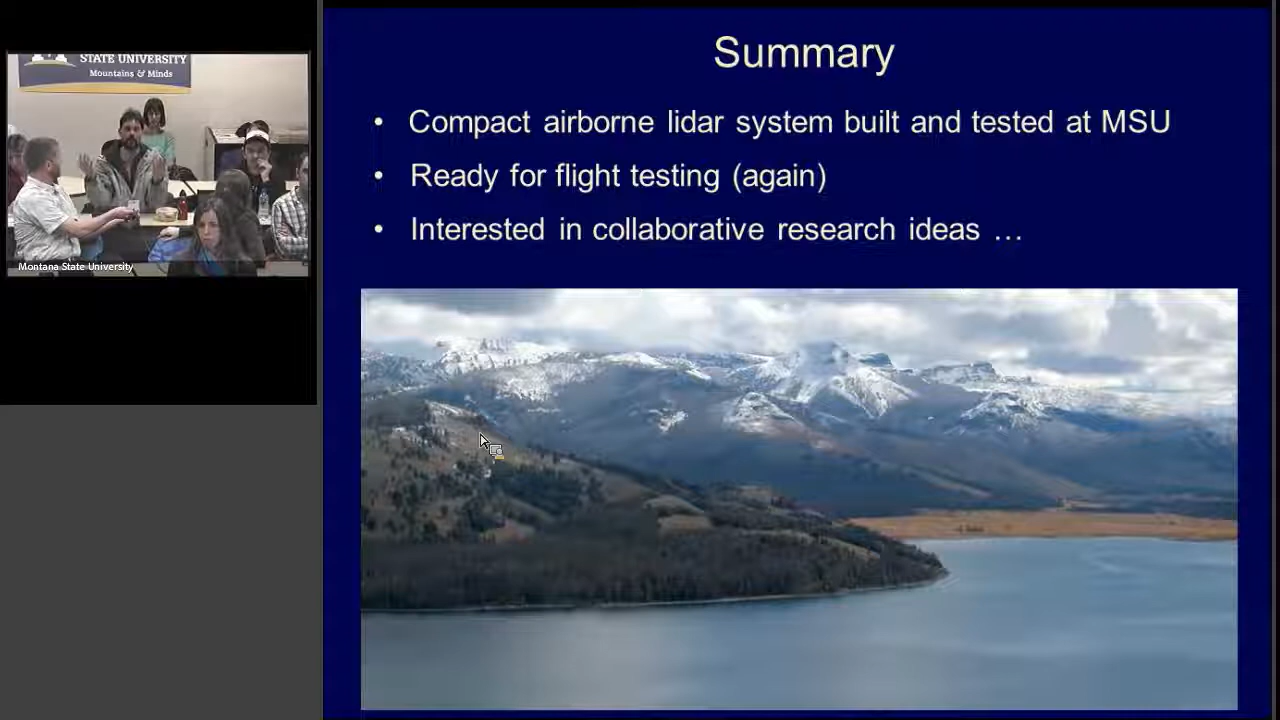 STATE UNIVERSITY
Mountains & Minds
Montana State University
Summary
• Compact airborne lidar system built and tested at MSU
• Ready for flight testing (again)
• Interested in collaborative research ideas …